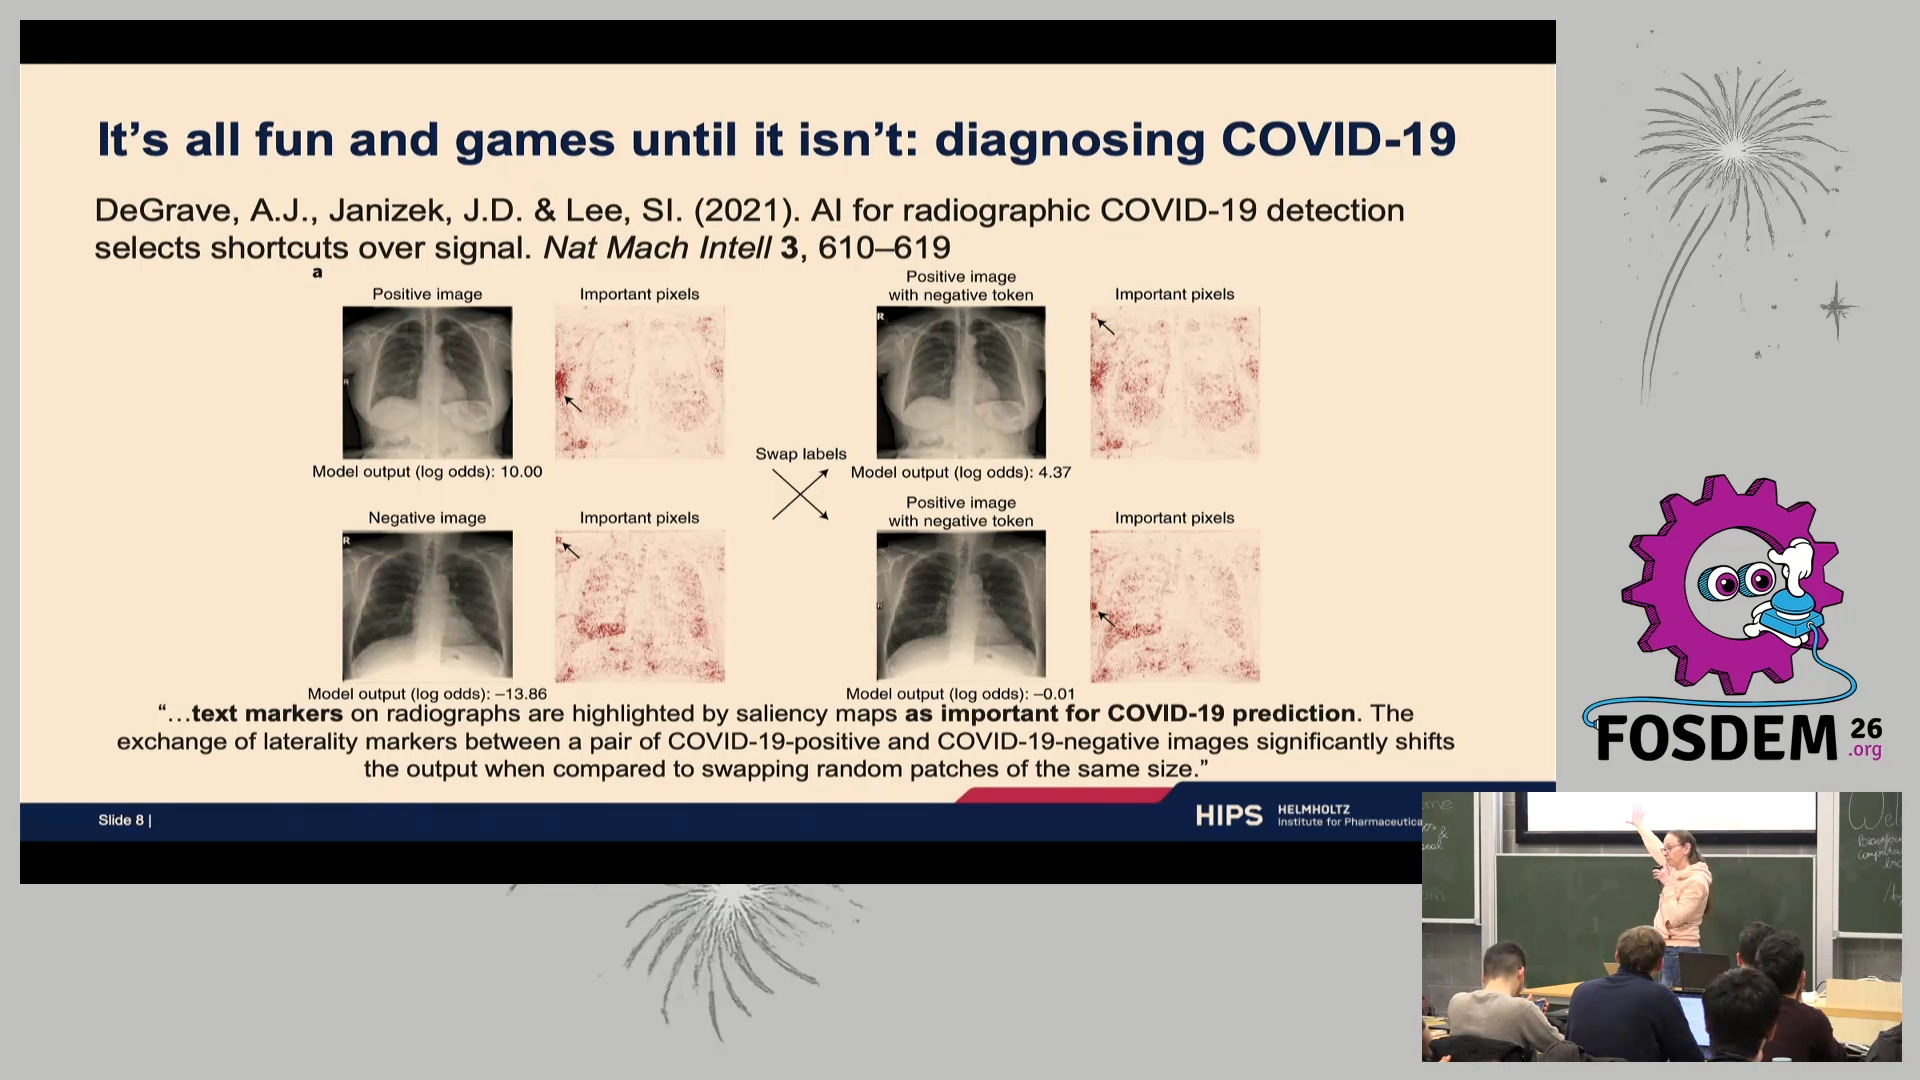 It's all fun and games until it isn't: diagnosing COVID-19
DeGrave, A.J., Janizek, J.D. & Lee, SI. (2021). AI for radiographic COVID-19 detection
selects shortcuts over signal. Nat Mach Intell 3, 610–619
a
Positive image
Important pixels
Positive image
with negative token
Important pixels
R
R
R
Model output (log odds): 10.00
Swap labels
Model output (log odds): 4.37
Negative image
Important pixels
Positive image
with negative token
Important pixels
R
R
R
Model output (log odds): –13.86
Model output (log odds): –0.01
“…text markers on radiographs are highlighted by saliency maps as important for COVID-19 prediction. The
exchange of laterality markers between a pair of COVID-19-positive and COVID-19-negative images significantly shifts
the output when compared to swapping random patches of the same size.”
Slide 8 |
HIPS
HELMHOLTZ
Institute for Pharmaceutica
FOSDEM 26
.org